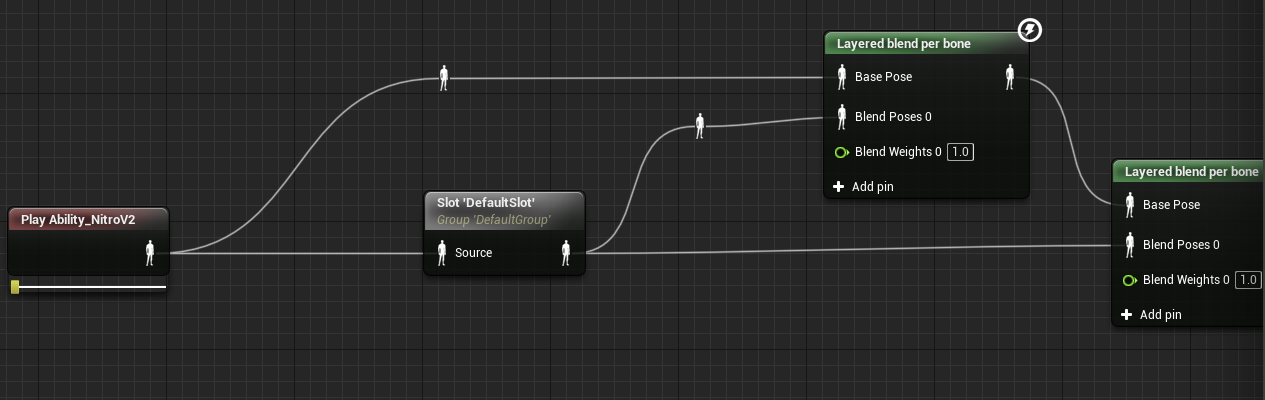 Layered blend per bone
Base Pose
Blend Poses 0
Blend Weights 0 1.0
Add pin
Layered blend per bone
Base Pose
Blend Poses 0
Blend Weights 0 1.0
Add pin
Slot 'DefaultSlot'
Group 'DefaultGroup'
Source
Play Ability_NitroV2